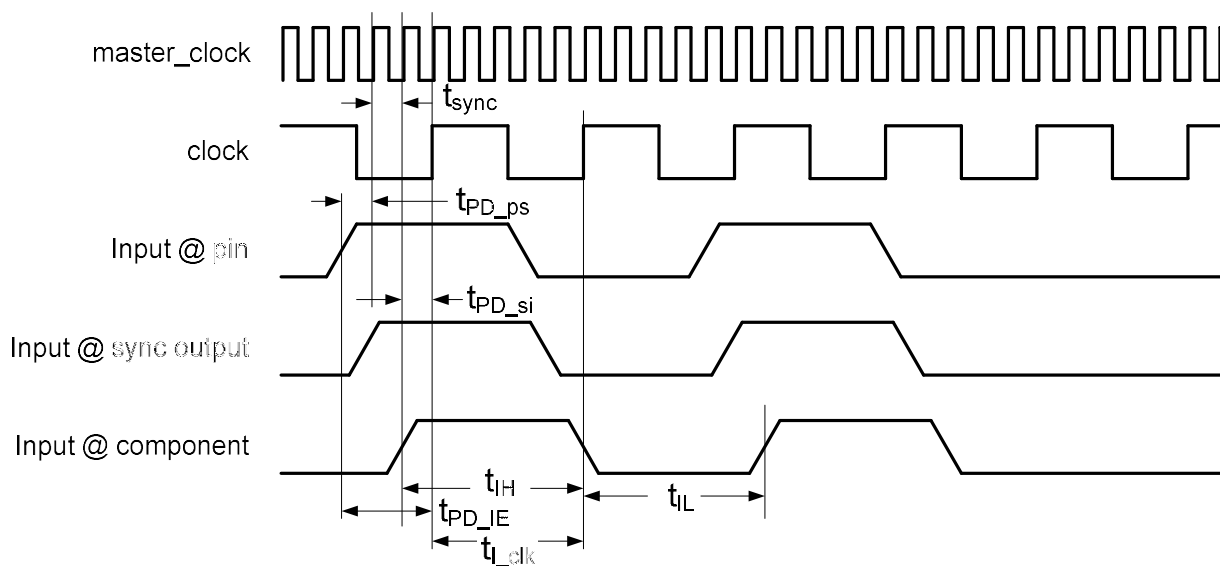 master_clock
t_sync
clock
t_PD_ps
Input @ pin
t_PD_si
Input @ sync output
Input @ component
t_IH
t_IL
t_PD_IE
t_I_clk